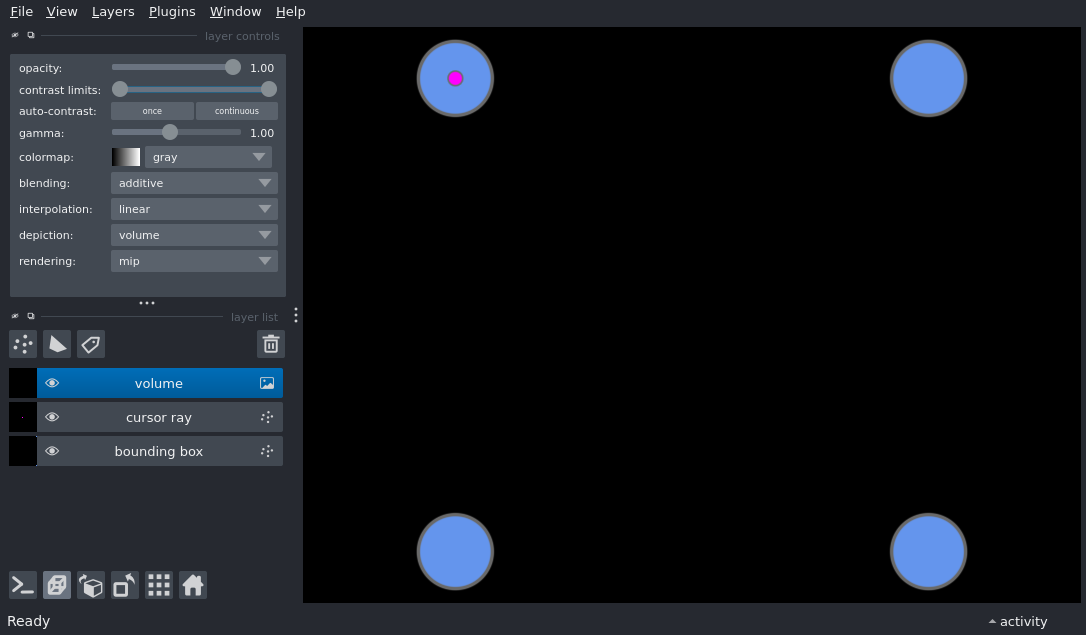 File View Layers Plugins Window Help
layer controls
opacity: 1.00
contrast limits:
auto-contrast: once continuous
gamma: 1.00
colormap: gray
blending: additive
interpolation: linear
depiction: volume
rendering: mip
layer list
volume
cursor ray
bounding box
Ready
activity